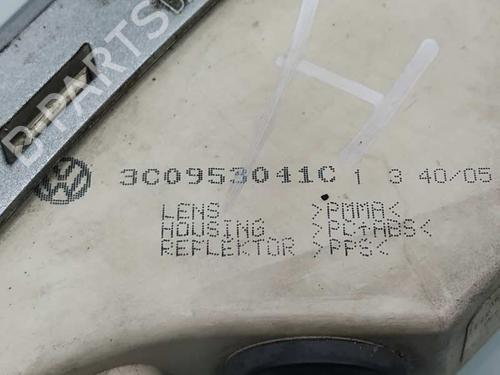 B-PARTS
3C0953041C 1 3 40/05
LENS >PMMA<
HOUSING >PC+ABS<
REFLEKTOR >PPS<